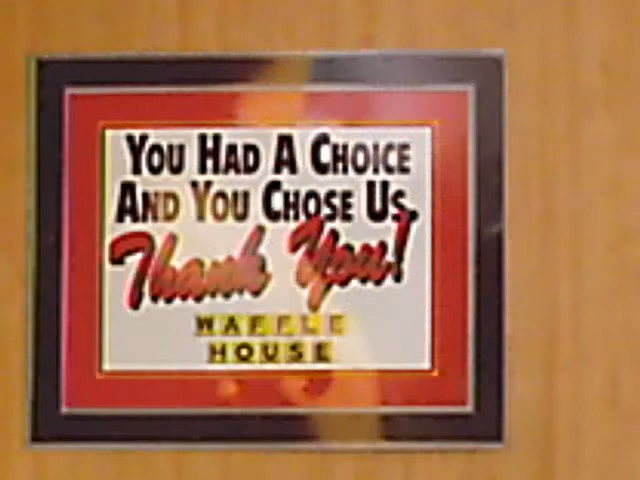 YOU HAD A CHOICE
AND YOU CHOSE US.
Thank You!
WAFFLE
HOUSE